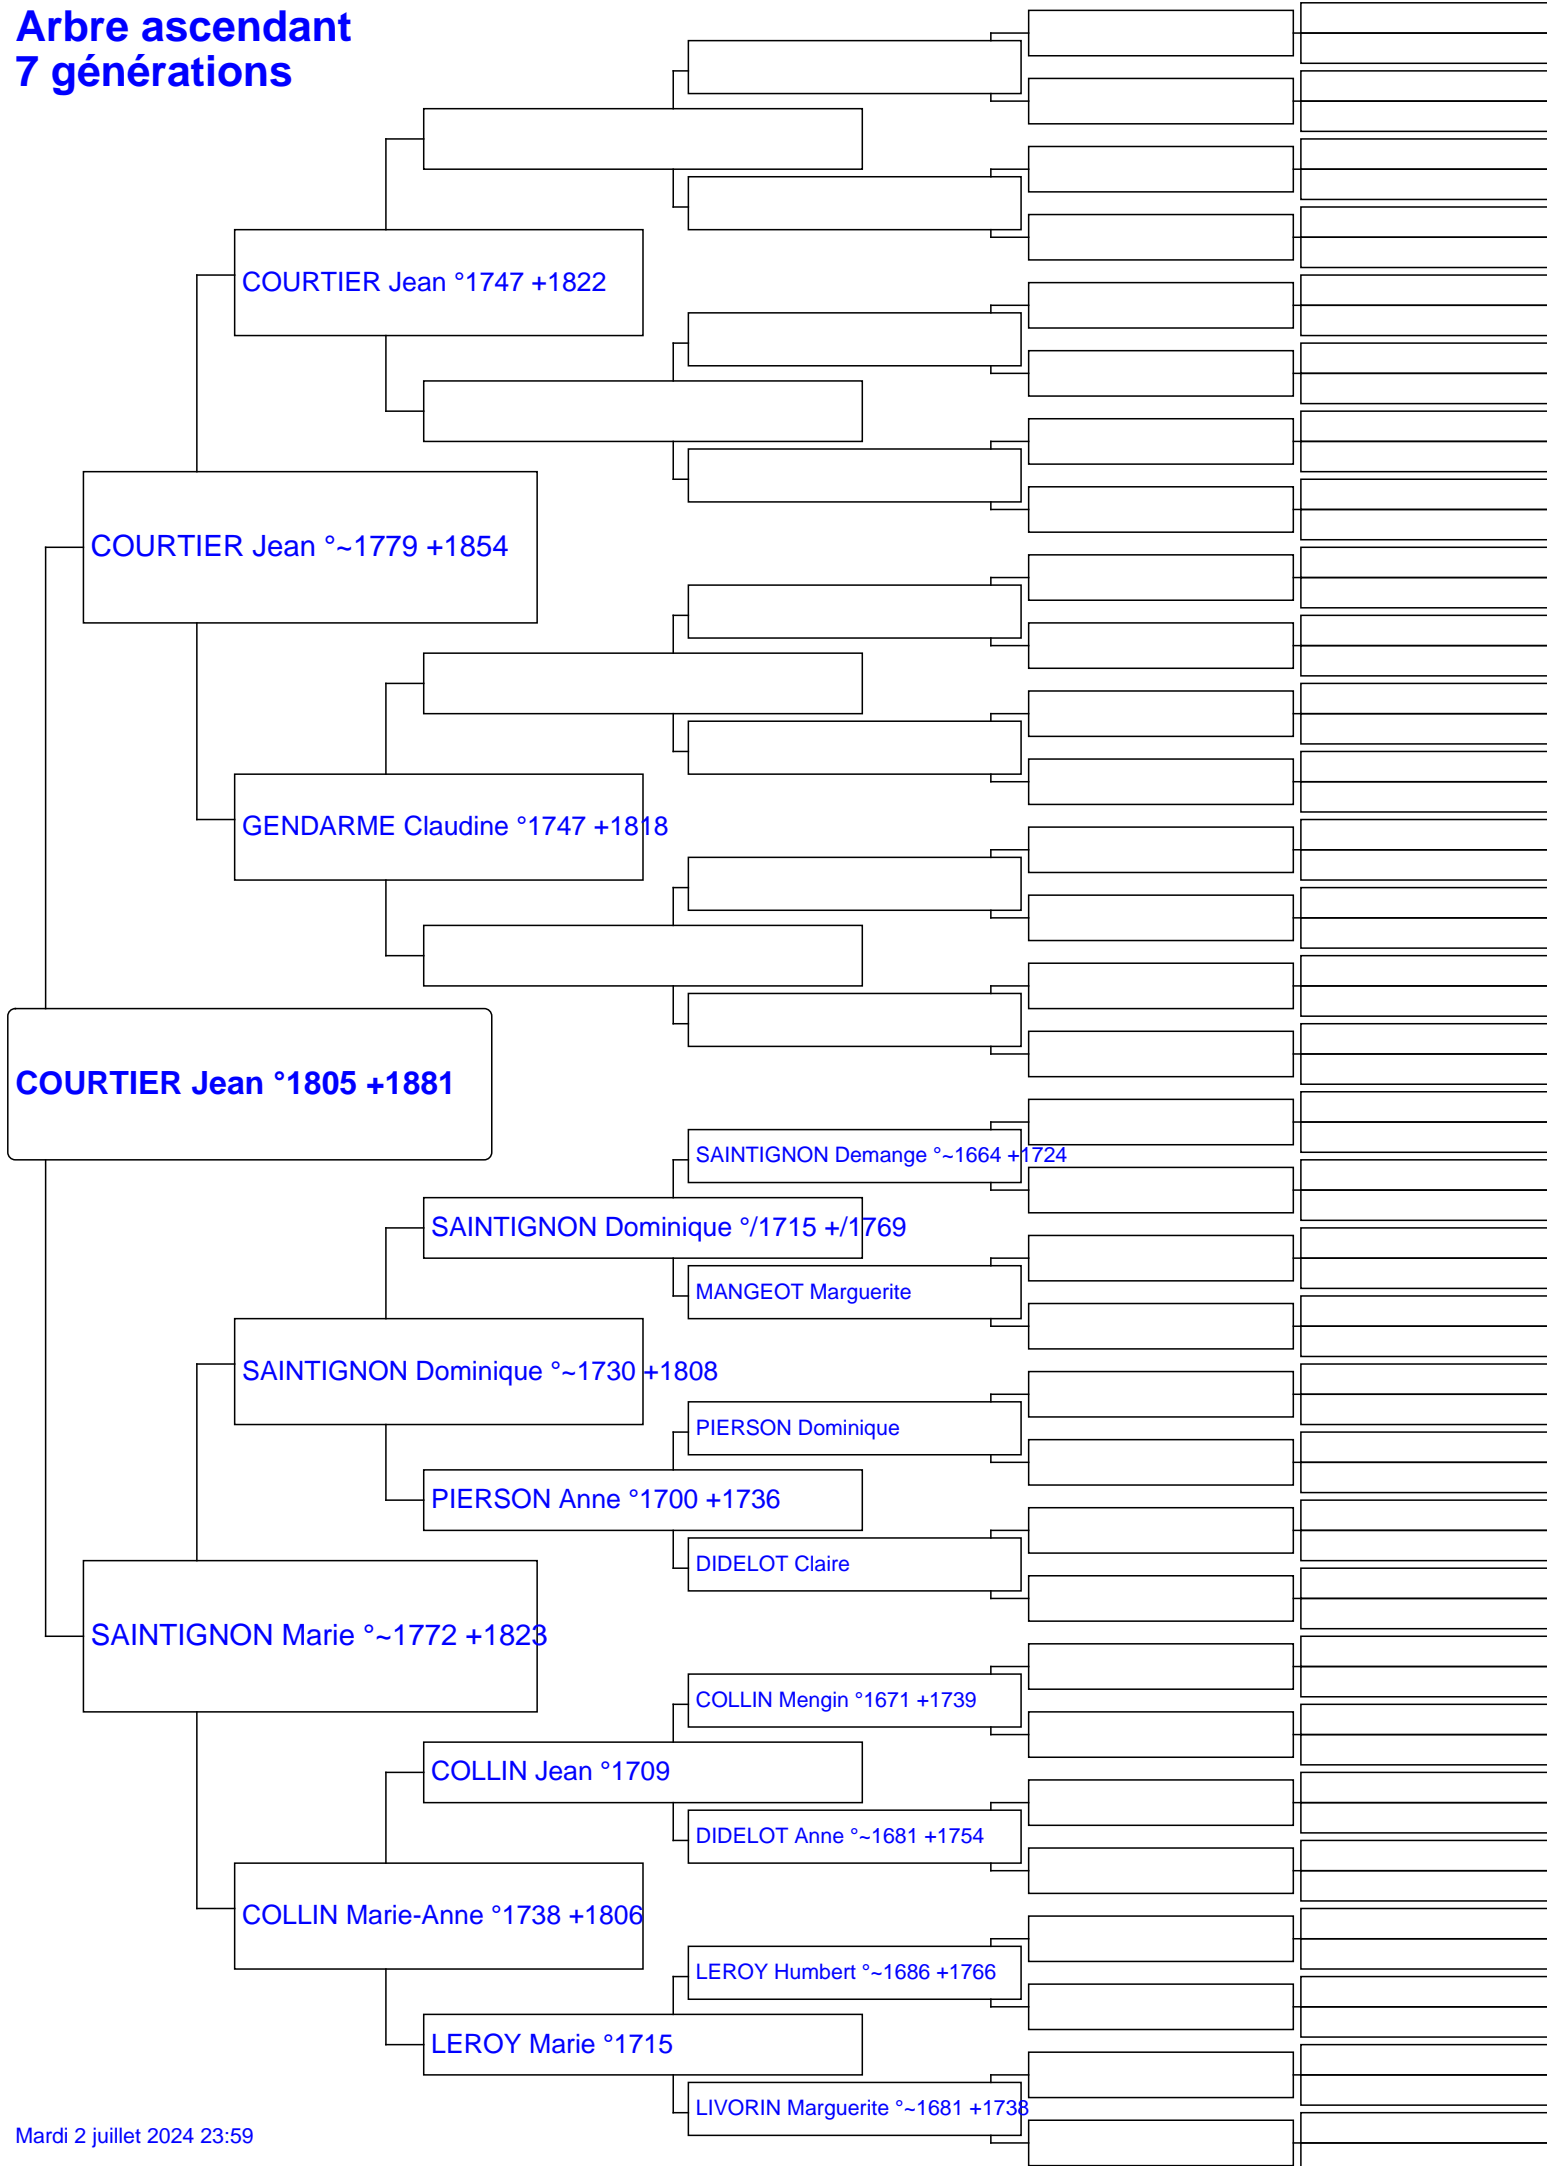 Arbre ascendant
7 générations
COURTIER Jean °1747 +1822
COURTIER Jean °~1779 +1854
GENDARME Claudine °1747 +1818
COURTIER Jean °1805 +1881
SAINTIGNON Demange °~1664 +1724
SAINTIGNON Dominique °/1715 +/1769
MANGEOT Marguerite
SAINTIGNON Dominique °~1730 +1808
PIERSON Dominique
PIERSON Anne °1700 +1736
DIDELOT Claire
SAINTIGNON Marie °~1772 +1823
COLLIN Mengin °1671 +1739
COLLIN Jean °1709
DIDELOT Anne °~1681 +1754
COLLIN Marie-Anne °1738 +1806
LEROY Humbert °~1686 +1766
LEROY Marie °1715
LIVORIN Marguerite °~1681 +1738
Mardi 2 juillet 2024 23:59